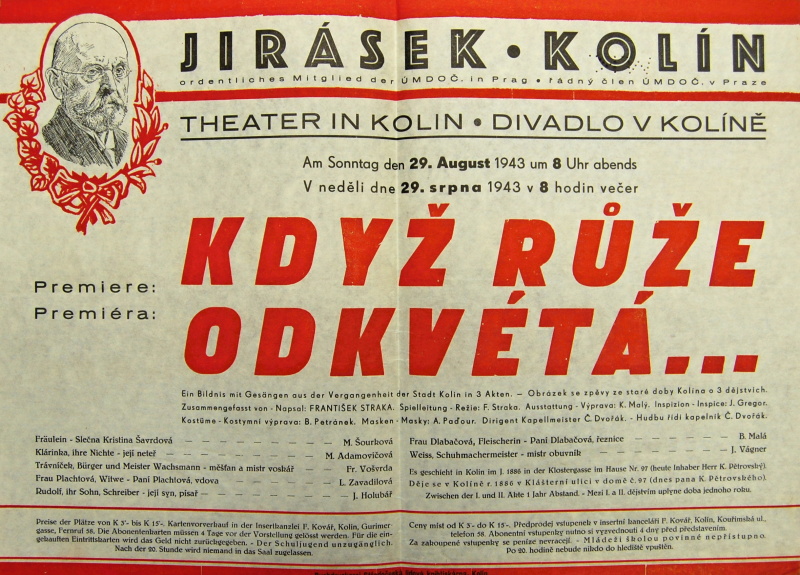 JIRÁSEK • KOLÍN
ordentliches Mitglied der ÚMDOČ. in Prag • řádný člen ÚMDOČ. v Praze
THEATER IN KOLIN • DIVADLO V KOLÍNĚ
Am Sonntag den 29. August 1943 um 8 Uhr abends
V neděli dne 29. srpna 1943 v 8 hodin večer
Premiere:
Premiéra:
KDYŽ RŮŽE
ODKVÉTÁ...
Ein Bildnis mit Gesängen aus der Vergangenheit der Stadt Kolin in 3 Akten. — Obrázek se zpěvy ze staré doby Kolína o 3 dějstvích.
Zusammengefasst von - Napsal: FRANTIŠEK STRAKA. Spielleitung - Režie: F. Straka. Ausstattung - Výprava: K. Malý. Inspizion - Inspice: J. Gregor.
Kostüme - Kostymní výprava: B. Petránek. Masken - Masky: A. Paďour. Dirigent Kapellmeister Č. Dvořák. - Hudbu řídí kapelník Č. Dvořák.
Fräulein - Slečna Kristina Šavrdová — M. Šourková
Klárinka, ihre Nichte - její neteř — M. Adamovičová
Trávníček, Bürger und Meister Wachsmann - měšťan a mistr voskář — Fr. Vošvrda
Frau Plachtová, Witwe - Paní Plachtová, vdova — L. Zavadilová
Rudolf, ihr Sohn, Schreiber - její syn, písař — J. Holubář
Frau Dlabačová, Fleischerin - Paní Dlabačová, řeznice — B. Malá
Weiss, Schuhmachermeister - mistr obuvník — J. Vágner
Es geschieht in Kolin im J. 1886 in der Klostergasse im Hause Nr. 97 (heute Inhaber Herr K. Pětrovský).
Děje se v Kolíně r. 1886 v Klášterní ulici v domě č. 97 (dnes pana K. Pětrovského).
Zwischen der I. und II. Akte 1 Jahr Abstand. - Mezi I. a II. dějstvím uplyne doba jednoho roku.
Preise der Plätze von K 3·- bis K 15·-. Kartenvorverkauf in der Insertkanzlei F. Kovář, Kolin, Gurimer
gasse, Fernruf 58. Die Abonentenkarten müssen 4 Tage vor der Vorstellung gelöst werden. Für die ein-
gekauften Eintrittskarten wird das Geld nicht zurückgegeben. - Der Schuljugend unzugänglich.
Nach der 20. Stunde wird niemand in das Saal zugelassen.
Ceny míst od K 3·- do K 15·-. Předprodej vstupenek v insertní kanceláři F. Kovář, Kolín, Kouřimská ul.,
telefon 58. Abonentní vstupenky nutno si vyzvednouti 4 dny před představením.
Za zakoupené vstupenky se peníze nevracejí. - Mládeži školou povinné nepřístupno.
Po 20. hodině nebude nikdo do hlediště vpuštěn.